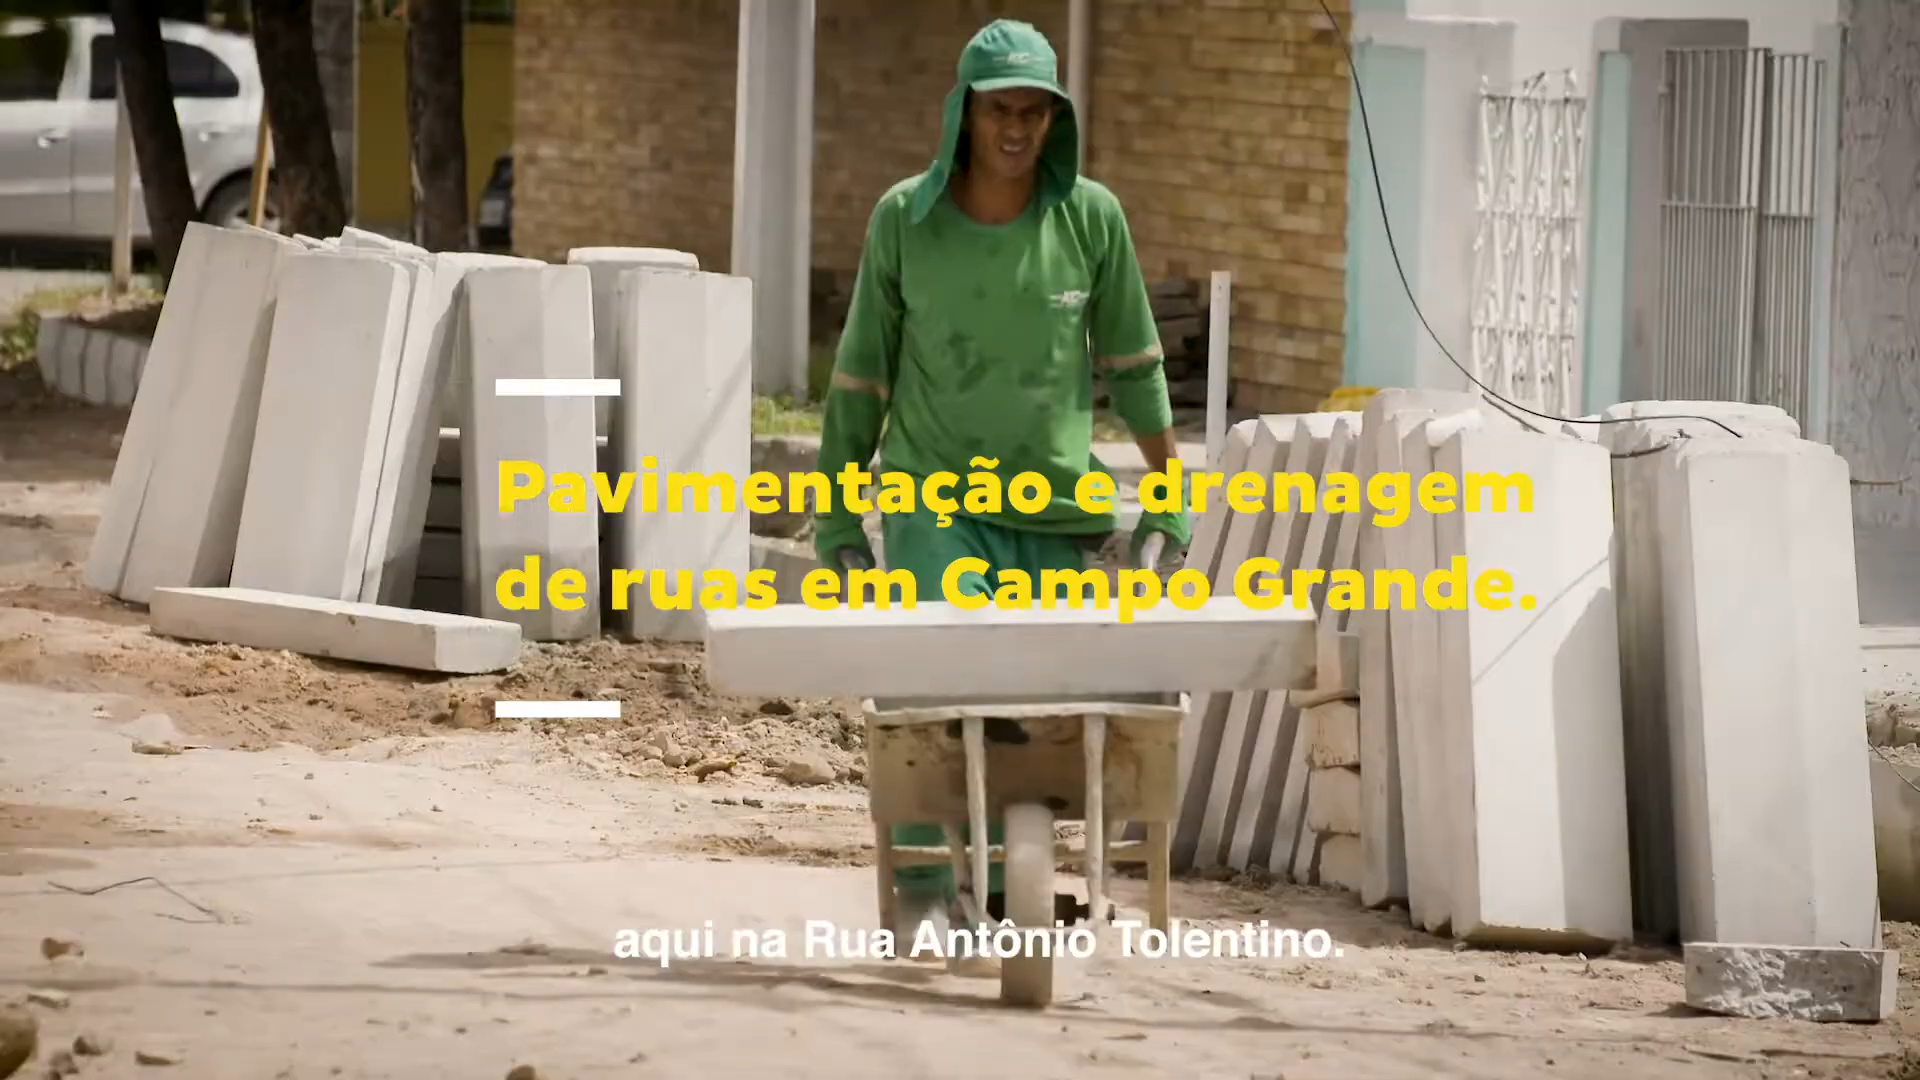 Pavimentação e drenagem
de ruas em Campo Grande.
aqui na Rua Antônio Tolentino.